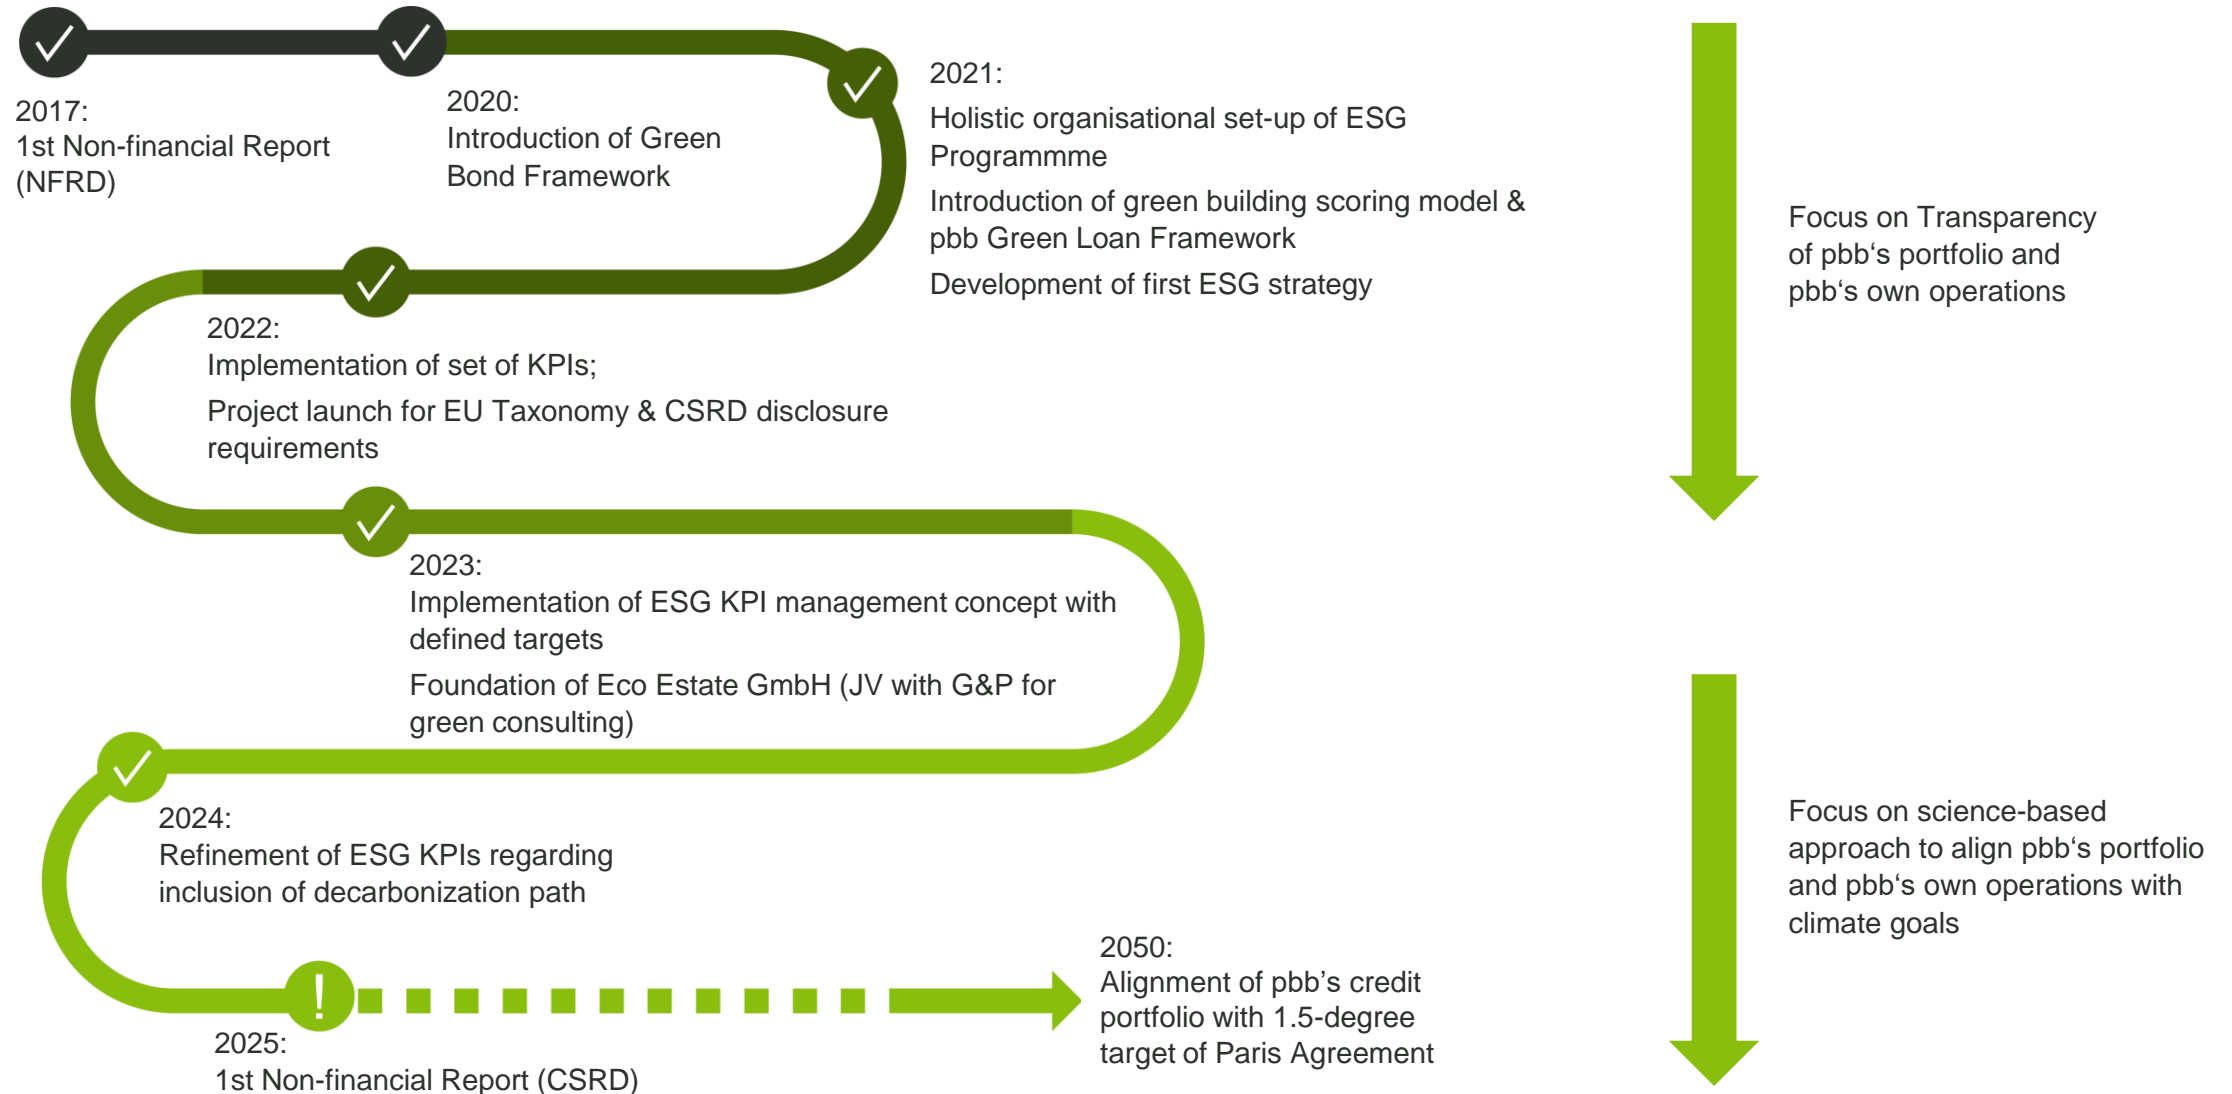 2017:
1st Non-financial Report
(NFRD)
2020:
Introduction of Green
Bond Framework
2021:
Holistic organisational set-up of ESG
Programmme
Introduction of green building scoring model &
pbb Green Loan Framework
Development of first ESG strategy
Focus on Transparency
of pbb‘s portfolio and
pbb‘s own operations
2022:
Implementation of set of KPIs;
Project launch for EU Taxonomy & CSRD disclosure
requirements
2023:
Implementation of ESG KPI management concept with
defined targets
Foundation of Eco Estate GmbH (JV with G&P for
green consulting)
2024:
Refinement of ESG KPIs regarding
inclusion of decarbonization path
Focus on science-based
approach to align pbb‘s portfolio
and pbb‘s own operations with
climate goals
!
2025:
1st Non-financial Report (CSRD)
2050:
Alignment of pbb’s credit
portfolio with 1.5-degree
target of Paris Agreement